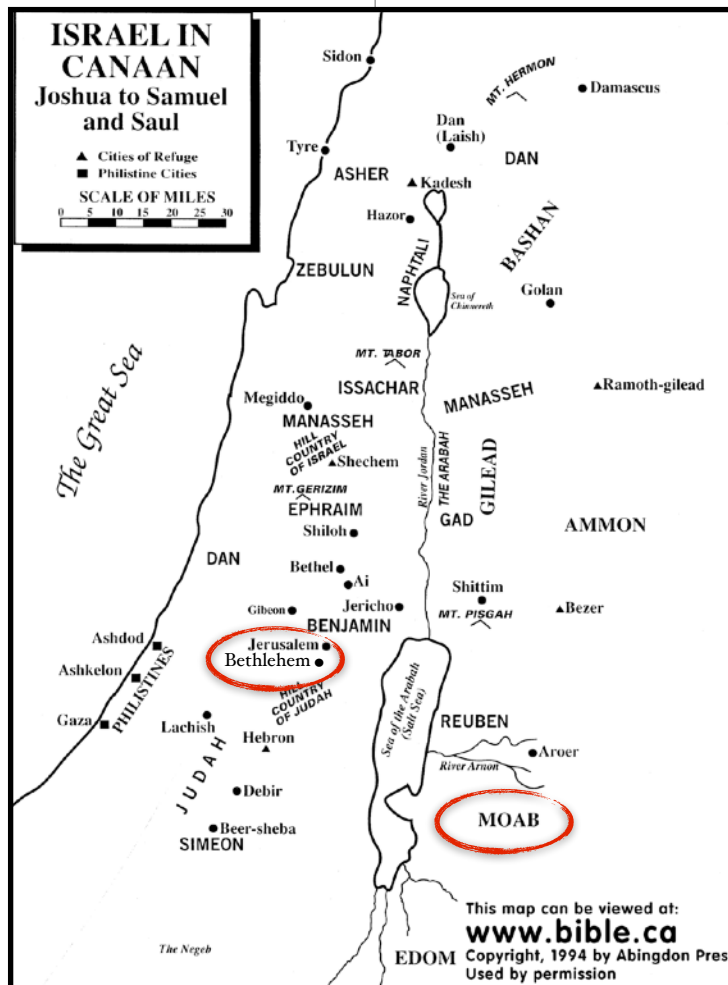 ISRAEL IN
CANAAN
Joshua to Samuel
and Saul
▲ Cities of Refuge
■ Philistine Cities
SCALE OF MILES
0 5 10 15 20 25 30
Sidon
MT. HERMON
Damascus
Dan
(Laish)
Tyre
DAN
ASHER
Kadesh
Hazor
BASHAN
NAPHTALI
ZEBULUN
Golan
Sea of
Chinnereth
The Great Sea
MT. TABOR
ISSACHAR
MANASSEH
Ramoth-gilead
Megiddo
MANASSEH
HILL
COUNTRY
OF ISRAEL
Shechem
River Jordan
THE ARABAH
GILEAD
MT.GERIZIM
EPHRAIM
GAD
AMMON
Shiloh
DAN
Bethel
Ai
Shittim
Gibeon
Jericho
MT. PISGAH
Bezer
BENJAMIN
Ashdod
Jerusalem
Bethlehem
Ashkelon
PHILISTINES
HILL
COUNTRY
OF JUDAH
Sea of the Arabah
(Salt Sea)
Gaza
Lachish
REUBEN
Hebron
Aroer
River Arnon
JUDAH
Debir
MOAB
Beer-sheba
SIMEON
This map can be viewed at:
www.bible.ca
The Negeb
EDOM
Copyright, 1994 by Abingdon Pres
Used by permission